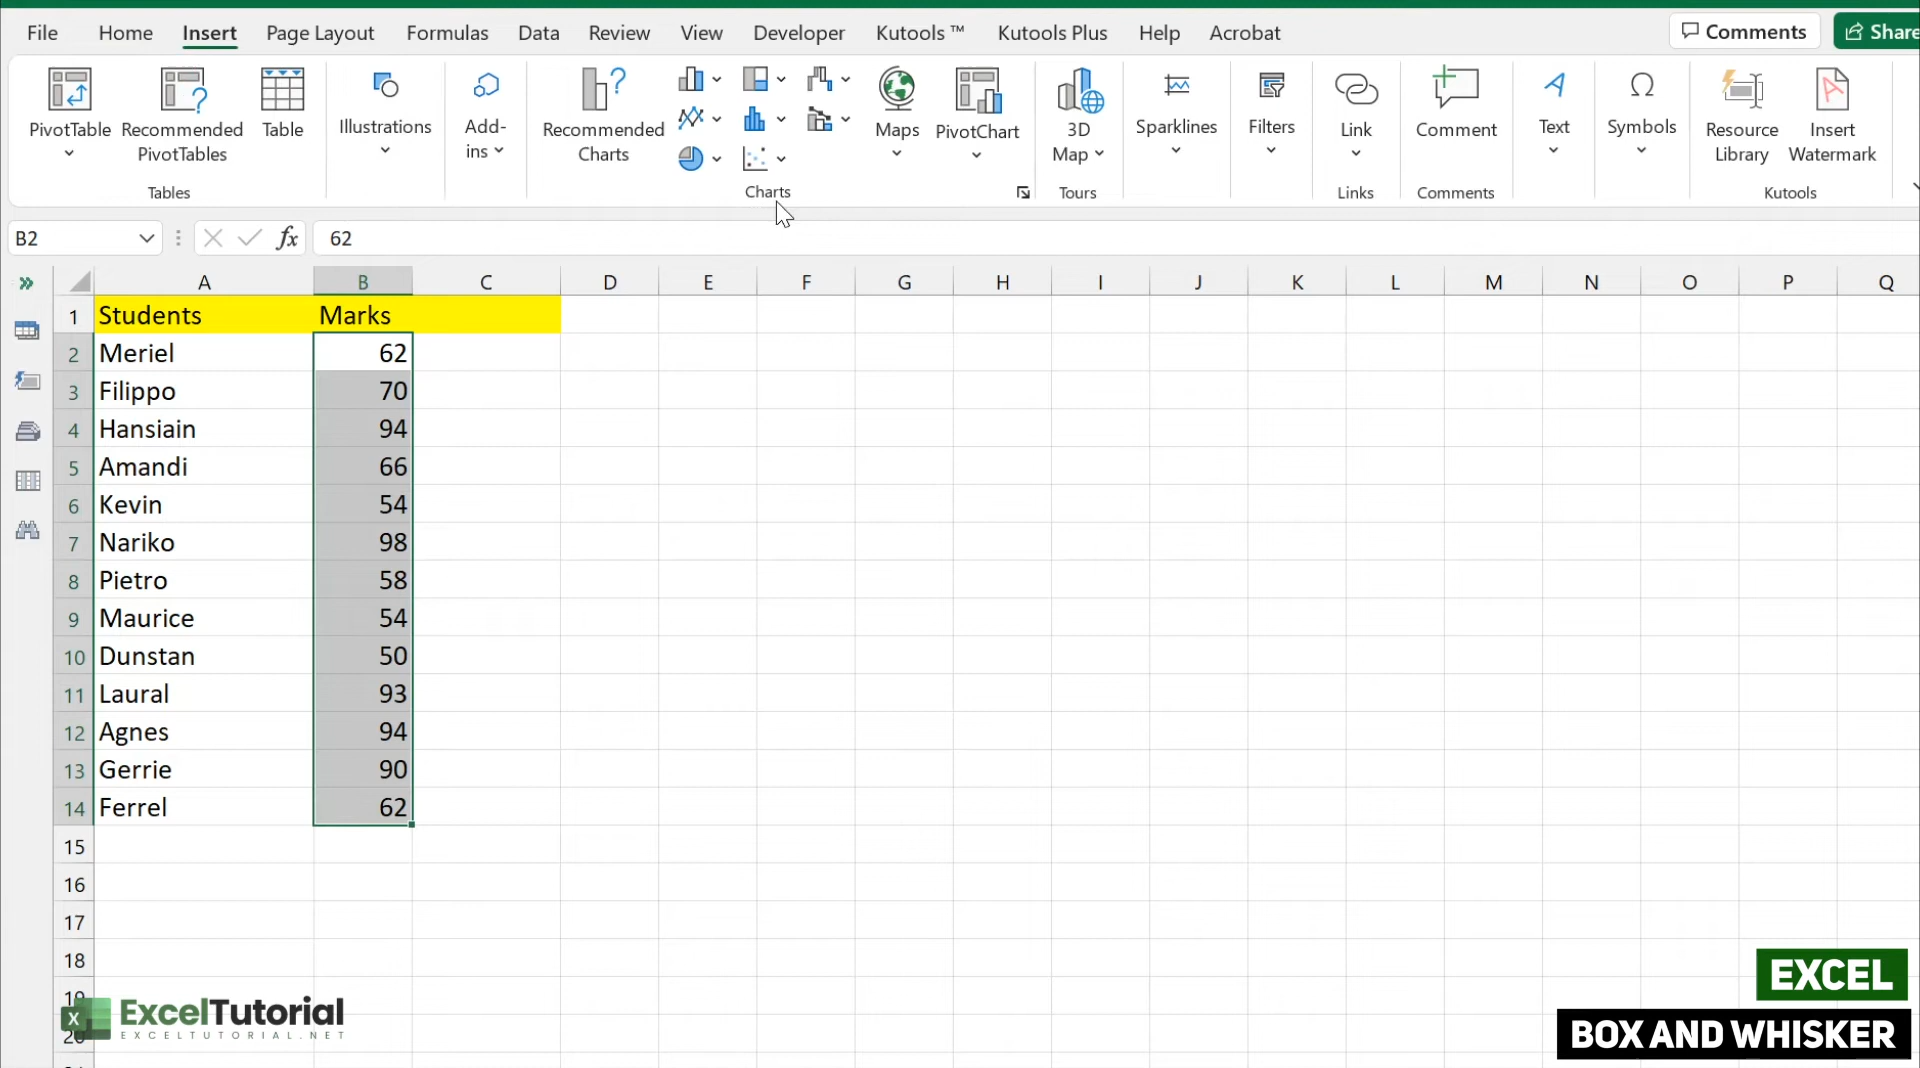 File Home Insert Page Layout Formulas Data Review View Developer Kutools ™ Kutools Plus Help Acrobat Comments Share
PivotTable Recommended PivotTables Table Illustrations Add-ins Recommended Charts Maps PivotChart 3D Map Sparklines Filters Link Comment Text Symbols Resource Library Insert Watermark
Tables Charts Tours Links Comments Kutools
B2 fx 62
A B C D E F G H I J K L M N O P Q
1 Students Marks
2 Meriel 62
3 Filippo 70
4 Hansiain 94
5 Amandi 66
6 Kevin 54
7 Nariko 98
8 Pietro 58
9 Maurice 54
10 Dunstan 50
11 Laural 93
12 Agnes 94
13 Gerrie 90
14 Ferrel 62
15
16
17
18
19
20
X ExcelTutorial
EXCELTUTORIAL.NET
EXCEL
BOX AND WHISKER